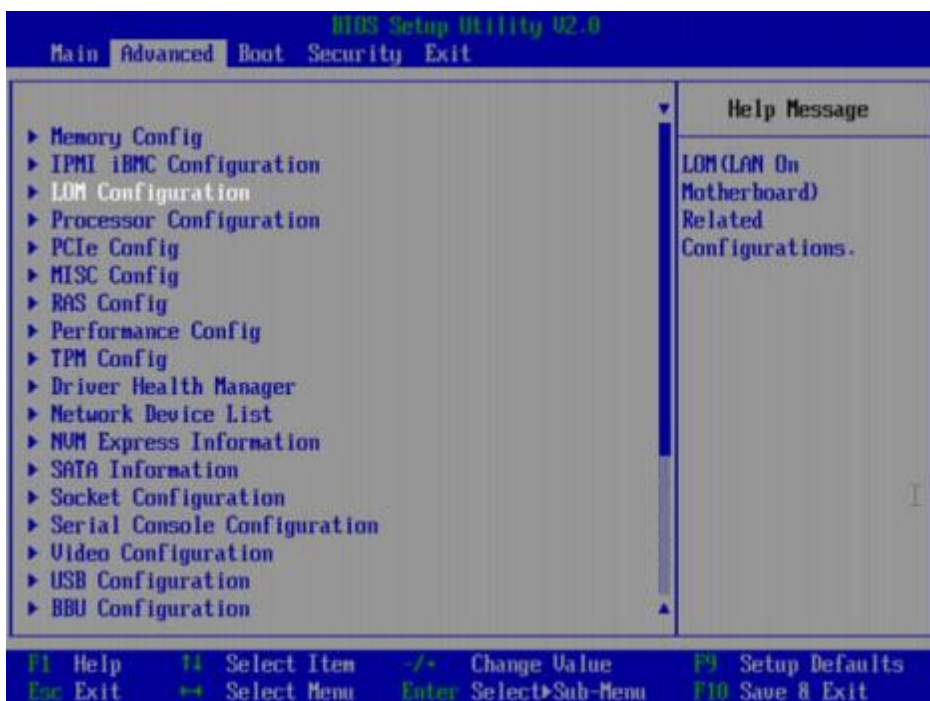 BIOS Setup Utility V2.0
Main Advanced Boot Security Exit
Help Message
▶ Memory Config
▶ IPMI iBMC Configuration
▶ LOM Configuration
▶ Processor Configuration
▶ PCIe Config
▶ MISC Config
▶ RAS Config
▶ Performance Config
▶ TPM Config
▶ Driver Health Manager
▶ Network Device List
▶ NVM Express Information
▶ SATA Information
▶ Socket Configuration
▶ Serial Console Configuration
▶ Video Configuration
▶ USB Configuration
▶ BBU Configuration
LOM(LAN On
Motherboard)
Related
Configurations.
F1 Help ↑↓ Select Item -/+ Change Value F9 Setup Defaults
Esc Exit ↔ Select Menu Enter Select▶Sub-Menu F10 Save & Exit